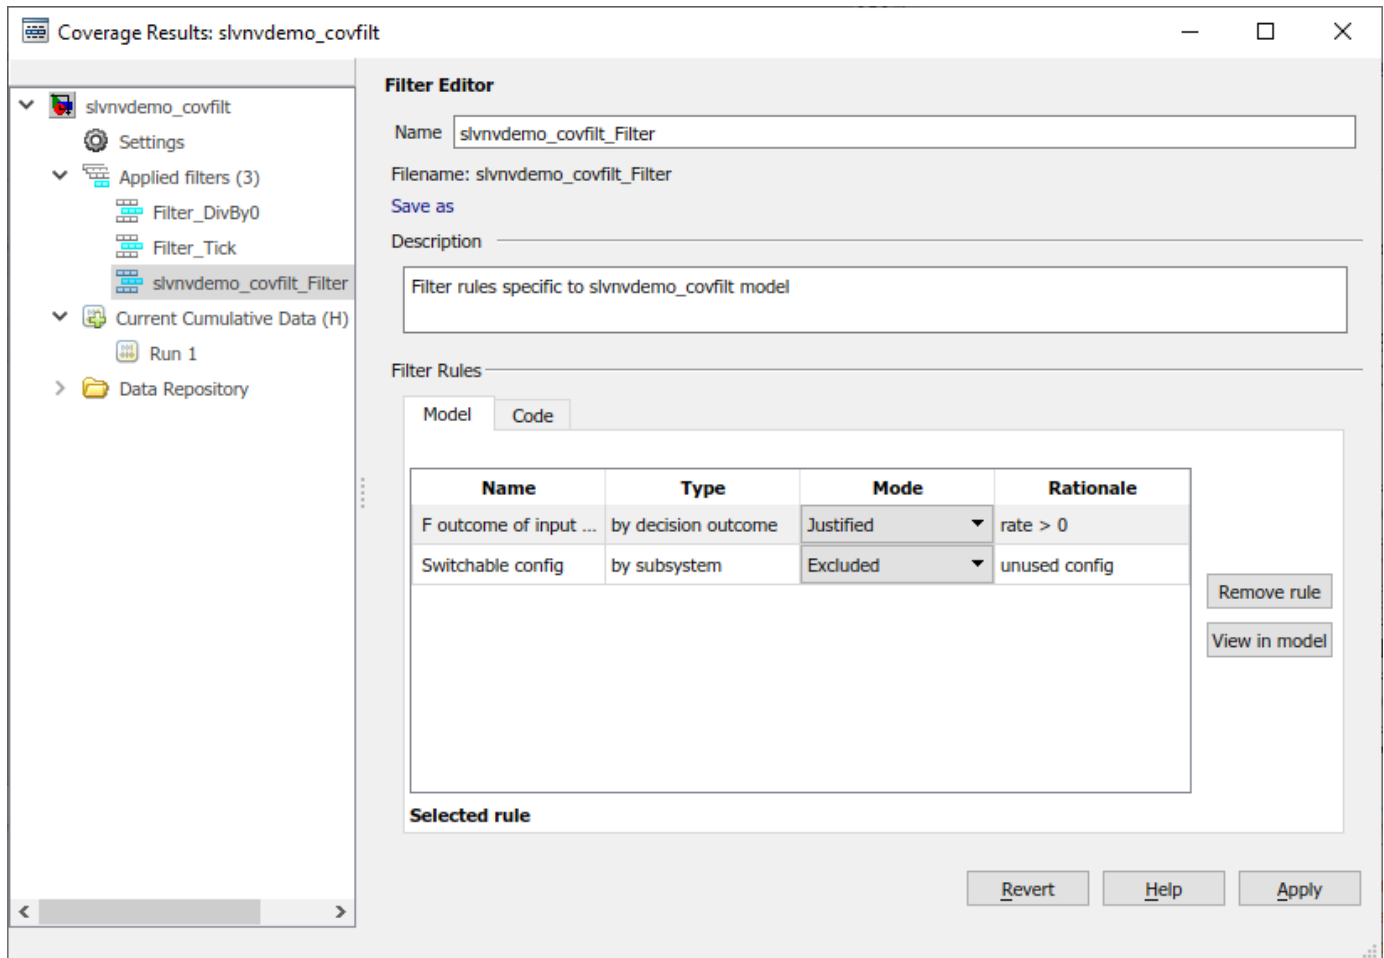 Coverage Results: slvnvdemo_covfilt
slvnvdemo_covfilt
Settings
Applied filters (3)
Filter_DivBy0
Filter_Tick
slvnvdemo_covfilt_Filter
Current Cumulative Data (H)
Run 1
Data Repository
Filter Editor
Name slvnvdemo_covfilt_Filter
Filename: slvnvdemo_covfilt_Filter
Save as
Description
Filter rules specific to slvnvdemo_covfilt model
Filter Rules
Model Code
Name Type Mode Rationale
F outcome of input ... by decision outcome Justified rate > 0
Switchable config by subsystem Excluded unused config
Remove rule
View in model
Selected rule
Revert Help Apply